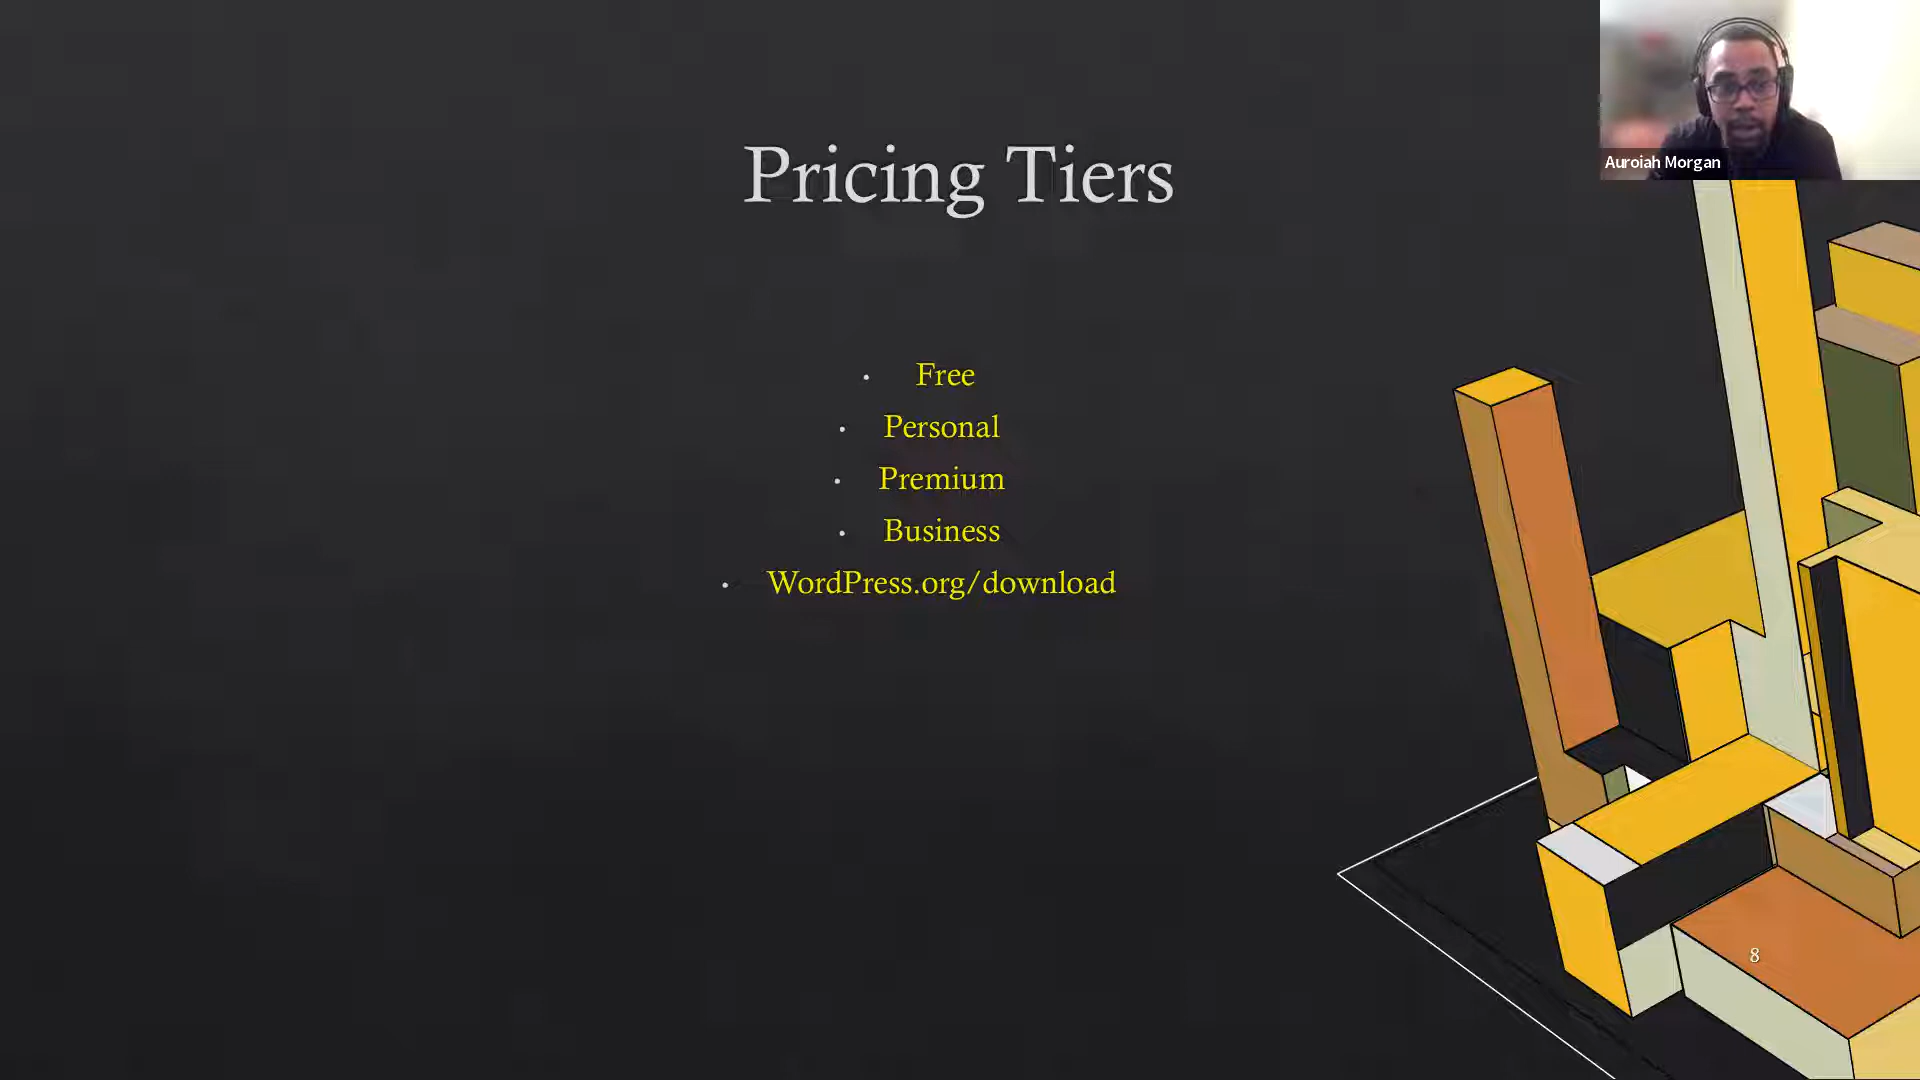 Auroiah Morgan
Pricing Tiers
• Free
• Personal
• Premium
• Business
• WordPress.org/download
8